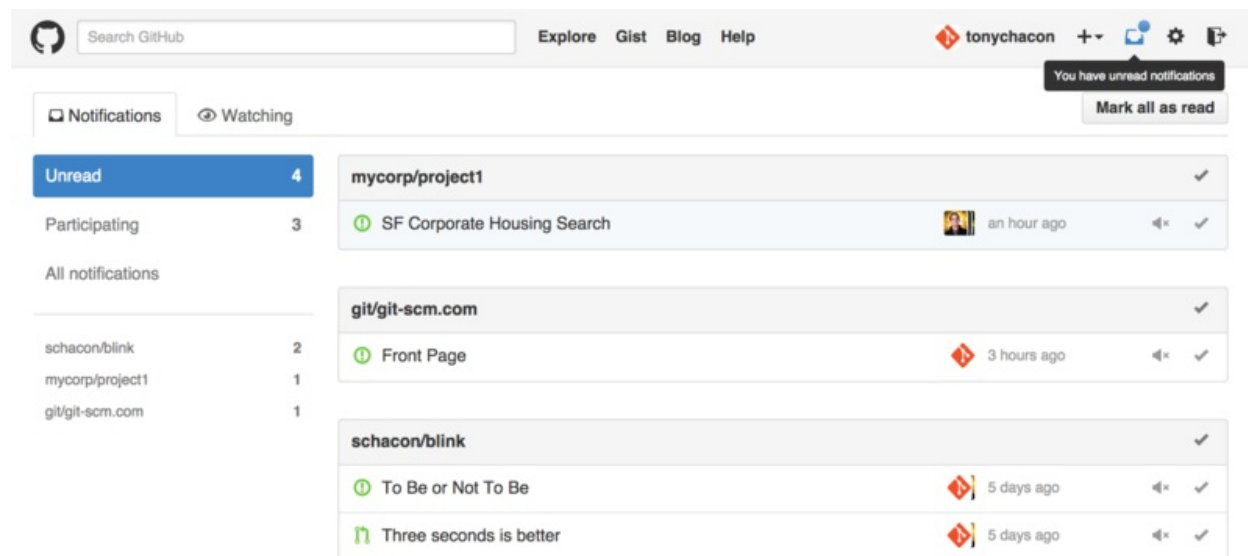 Search GitHub Explore Gist Blog Help tonychacon
You have unread notifications
Notifications Watching Mark all as read
Unread 4
Participating 3
All notifications
schacon/blink 2
mycorp/project1 1
git/git-scm.com 1
mycorp/project1
SF Corporate Housing Search an hour ago
git/git-scm.com
Front Page 3 hours ago
schacon/blink
To Be or Not To Be 5 days ago
Three seconds is better 5 days ago